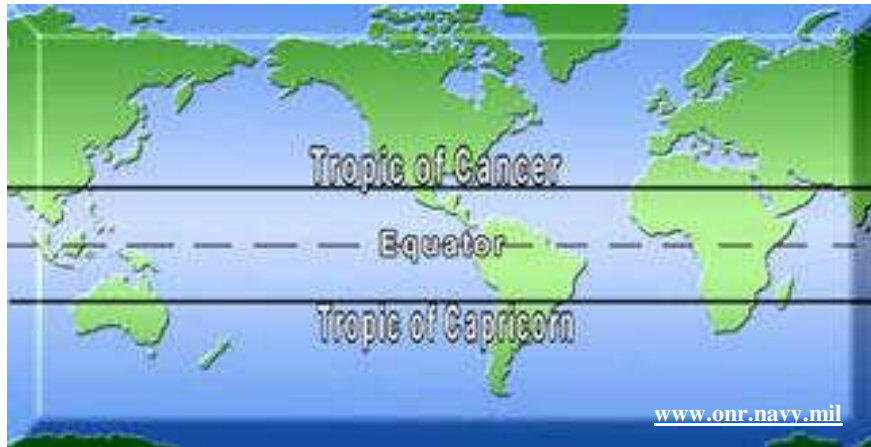 Tropic of Cancer
Equator
Tropic of Capricorn
www.onr.navy.mil